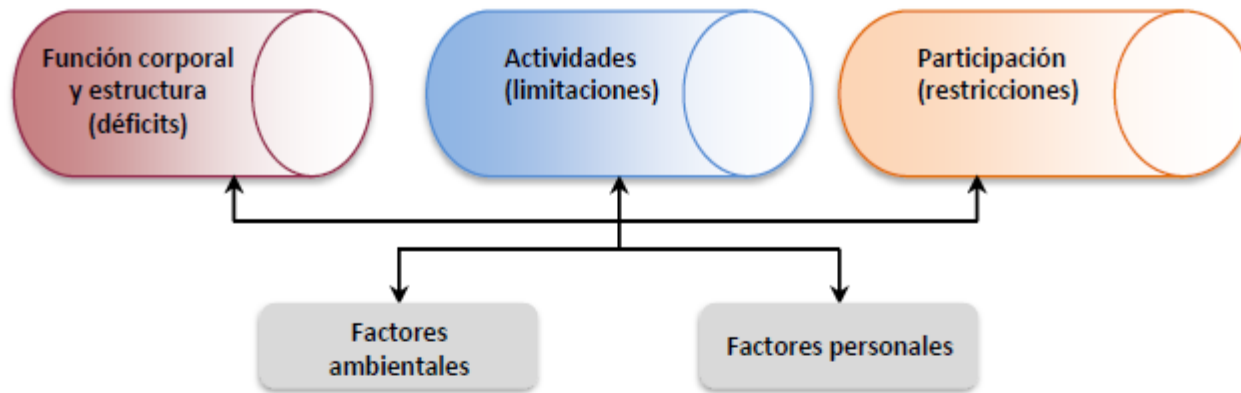 Función corporal
y estructura
(déficits)
Actividades
(limitaciones)
Participación
(restricciones)
Factores
ambientales
Factores personales